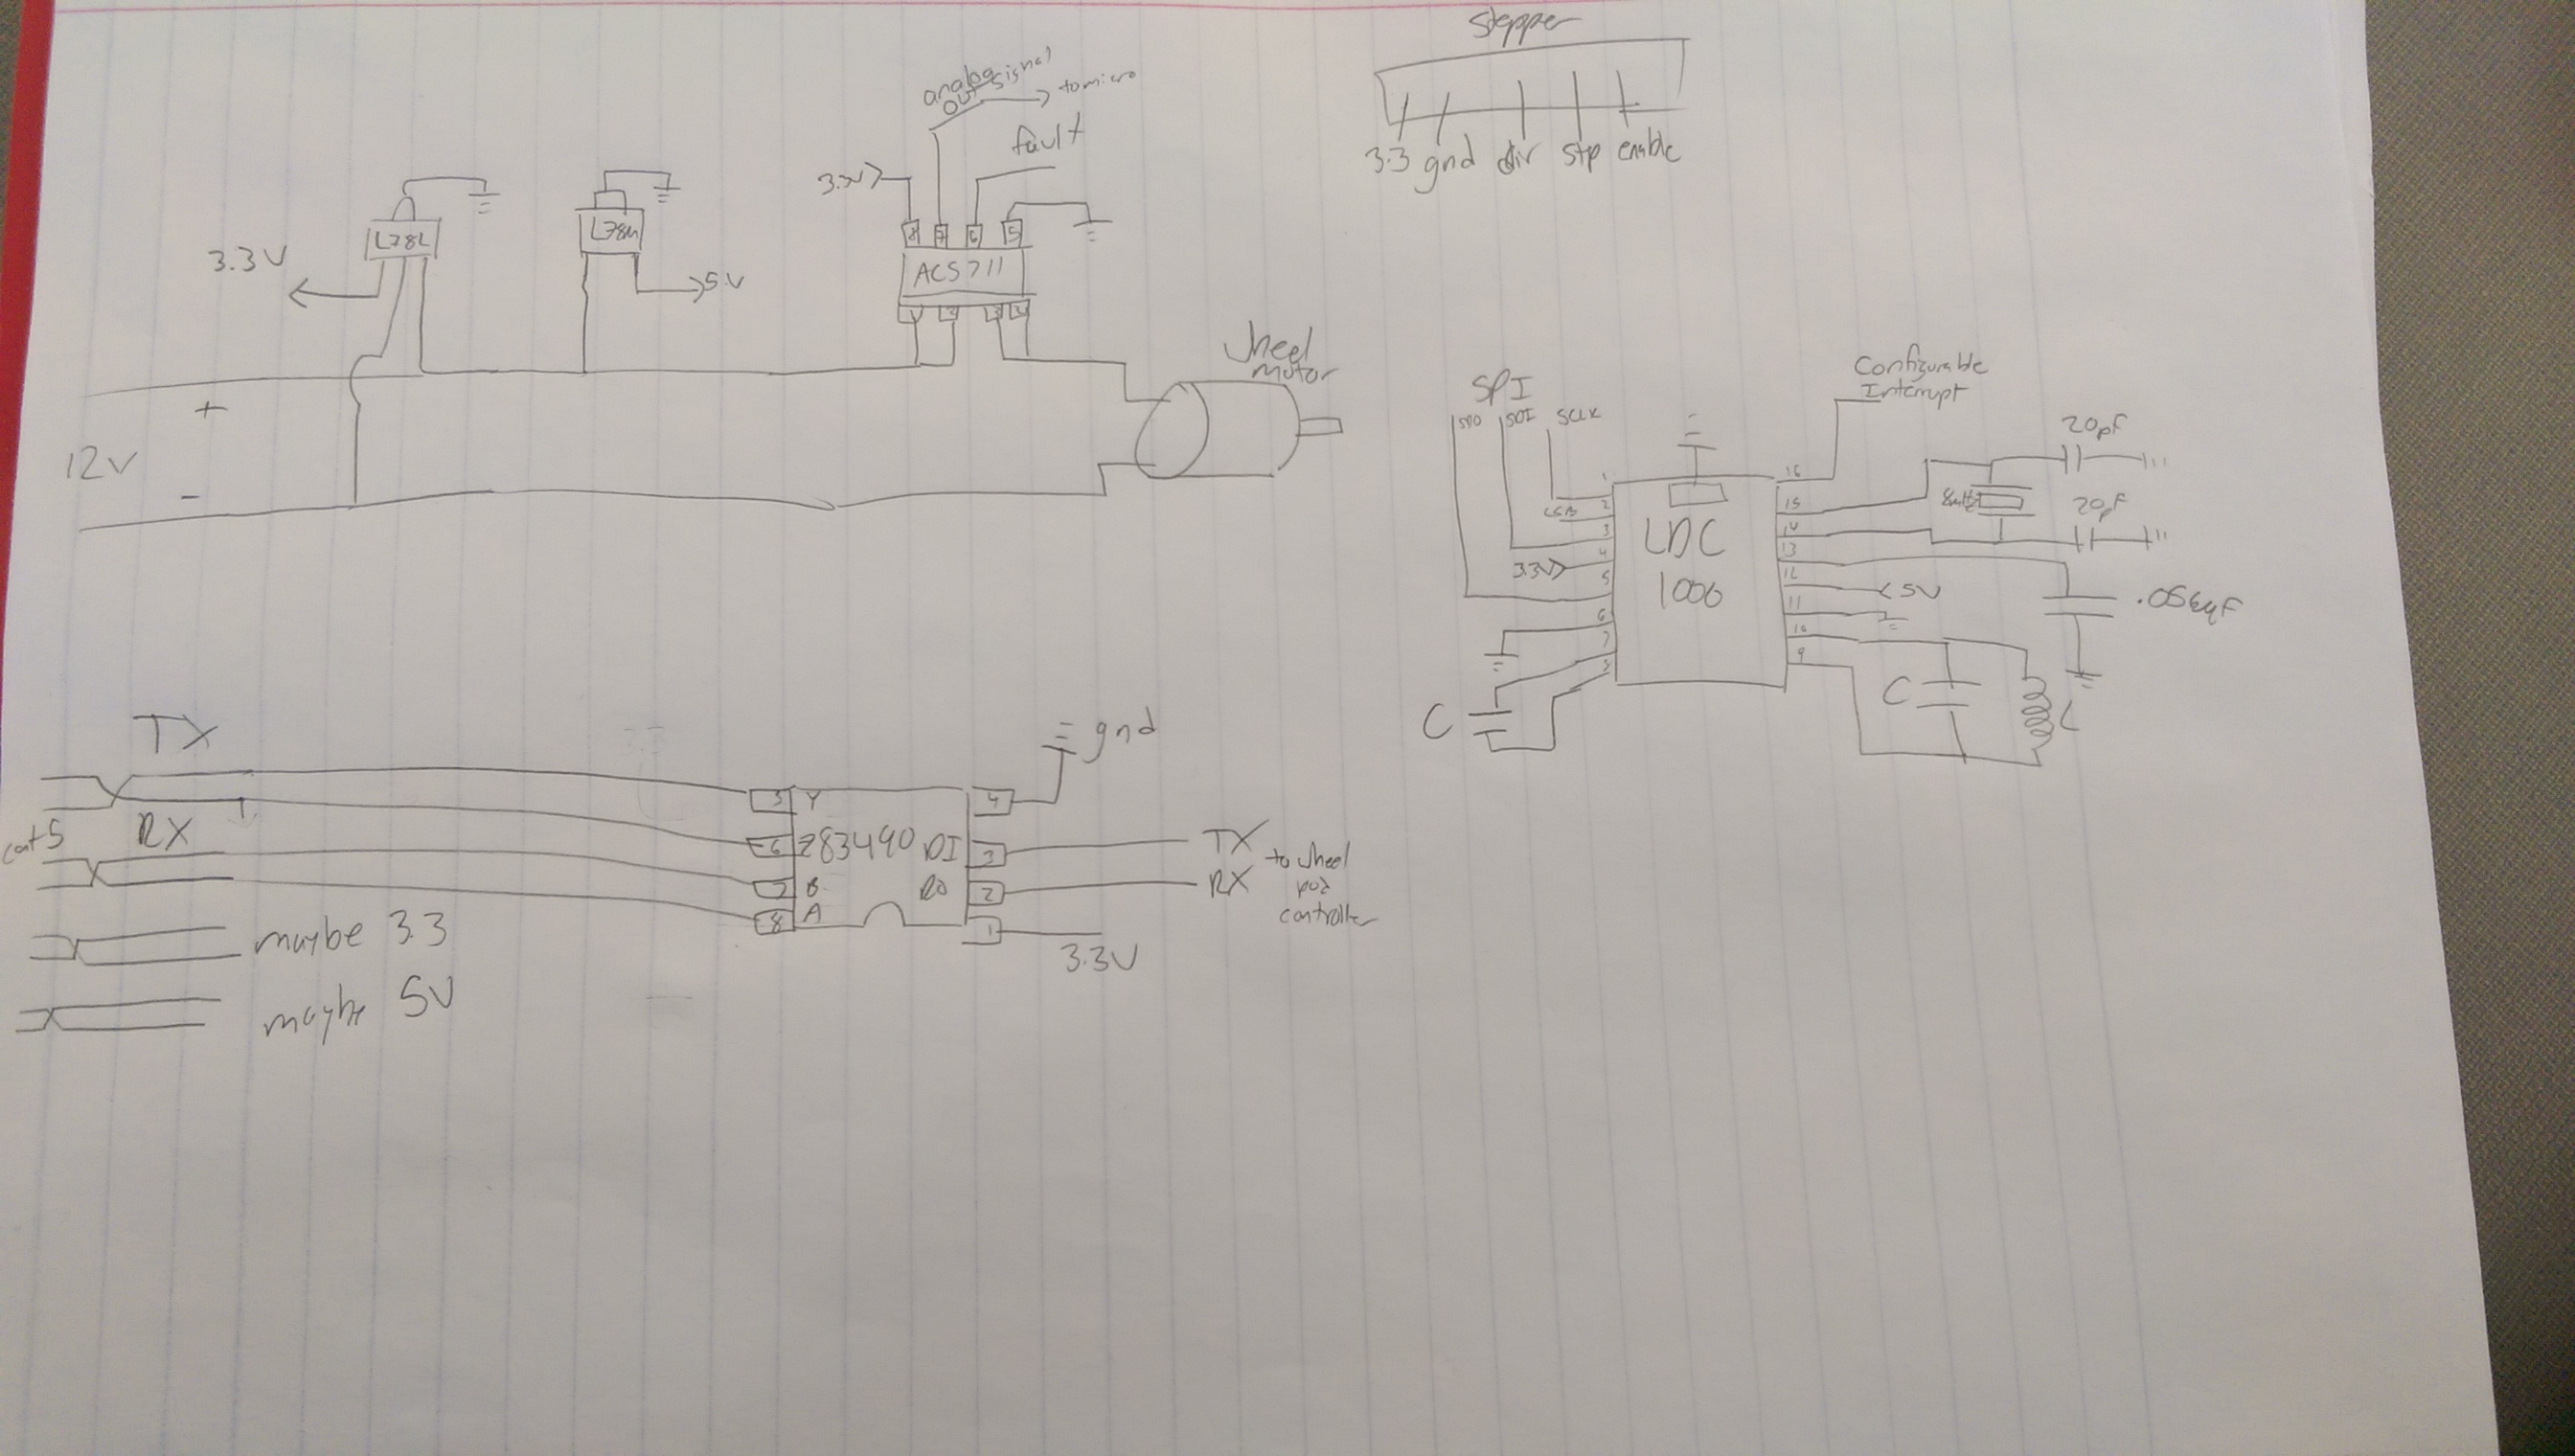 Stepper
3.3 gnd dir stp enable
analog signal
out
to micro
fault
3.3V
8 7 6 5
ACS711
1 2 3 4
L78L
3.3V
L78M
5V
wheel
motor
+
12V
-
SPI
SDO SDI SCLK
CSB
3.3V
LDC
1000
1
2
3
4
5
6
7
8
C
Configurable
Interrupt
16
15
14
13
12
11
10
9
20pF
8MHz
20pF
5V
C
L
TX
cat5
RX
maybe 3.3
maybe 5V
5 Y
6
7 B
8 A
83490
DI
RO
4
3
2
1
gnd
TX
RX
to wheel
pod
controller
3.3V